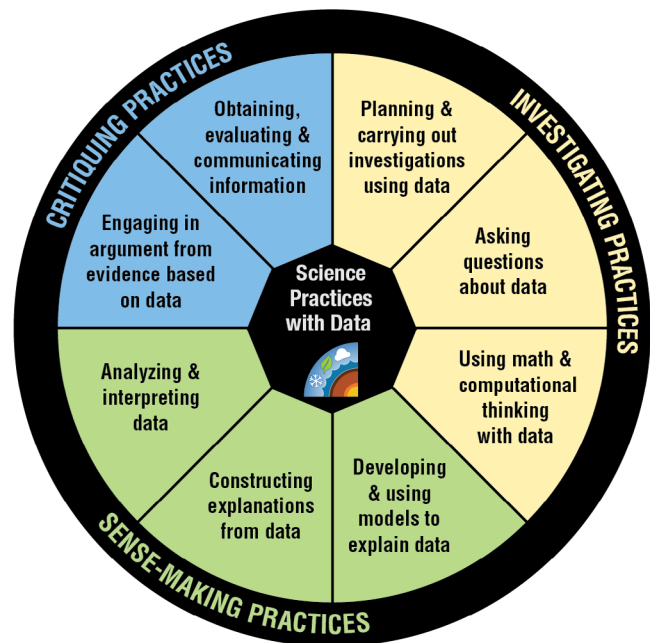 CRITIQUING PRACTICES
INVESTIGATING PRACTICES
SENSE-MAKING PRACTICES
Obtaining,
evaluating &
communicating
information
Planning &
carrying out
investigations
using data
Asking
questions
about data
Using math &
computational
thinking
with data
Developing
& using
models to
explain data
Constructing
explanations
from data
Analyzing &
interpreting
data
Engaging in
argument from
evidence based
on data
Science
Practices
with Data